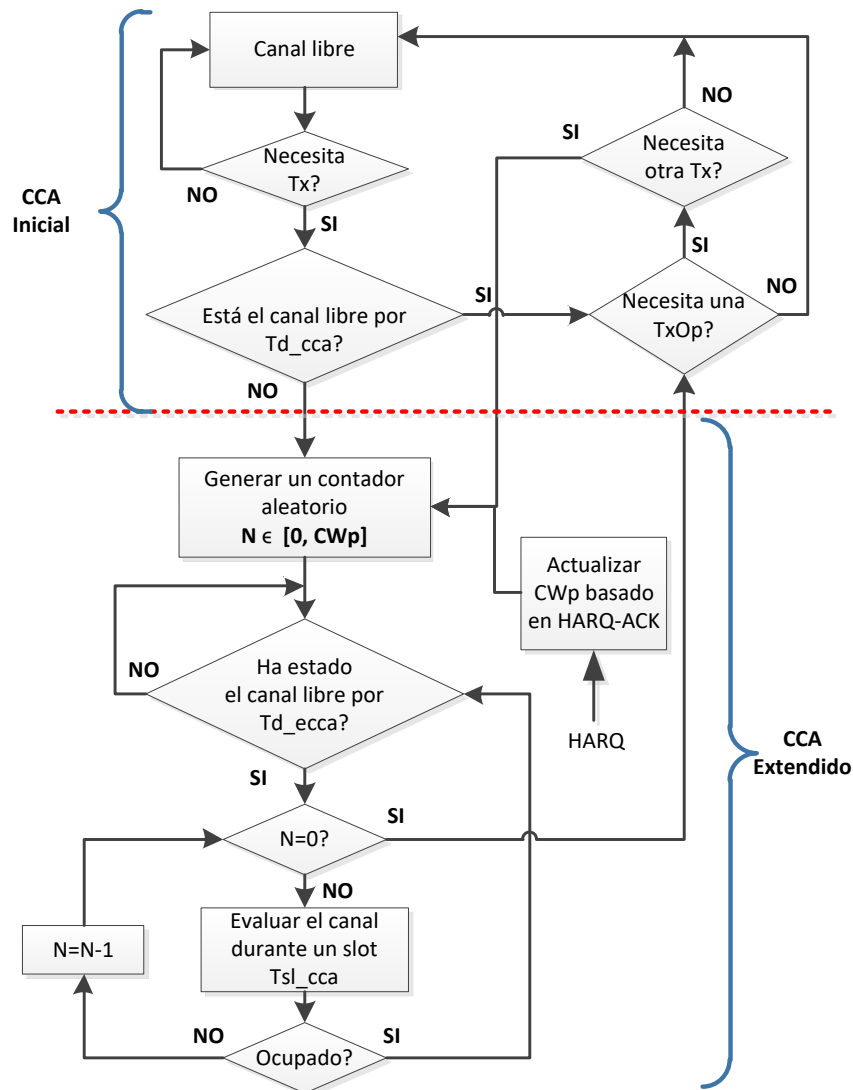 Canal libre
NO
SI
Necesita
Tx?
NO
Necesita
otra Tx?
CCA
Inicial
SI
SI
NO
Está el canal libre por
Td_cca?
SI
Necesita una
TxOp?
NO
Generar un contador
aleatorio
N ϵ [0, CWp]
Actualizar
CWp basado
en HARQ-ACK
NO
Ha estado
el canal libre por
Td_ecca?
HARQ
CCA
Extendido
SI
N=0?
SI
NO
N=N-1
Evaluar el canal
durante un slot
Tsl_cca
NO
SI
Ocupado?